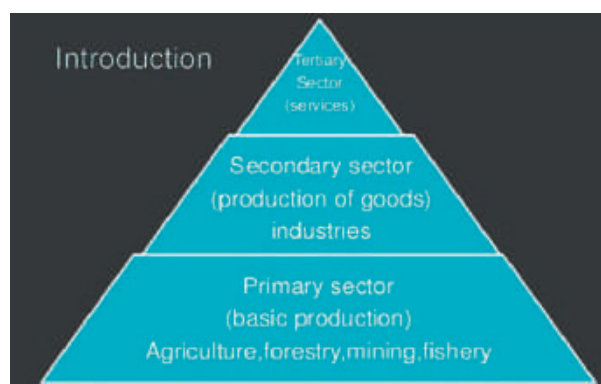 Introduction
Tertiary
Sector
(services)
Secondary sector
(production of goods)
industries
Primary sector
(basic production)
Agriculture,forestry,mining,fishery